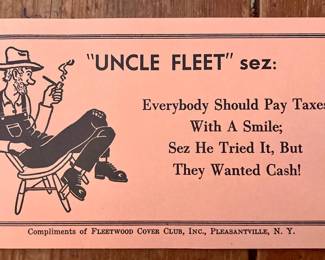 "UNCLE FLEET" sez:
Everybody Should Pay Taxes
With A Smile;
Sez He Tried It, But
They Wanted Cash!
Compliments of Fleetwood Cover Club, Inc., Pleasantville, N. Y.